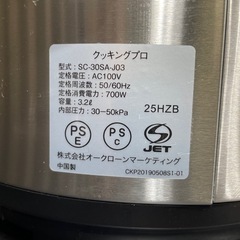 クッキングプロ
型式: SC-30SA-J03
定格電圧: AC100V
定格周波数: 50/60Hz
定格消費電力: 700W
容量: 3.2ℓ
内部圧力: 30−50kPa
25HZB
PS
E
PS
C
JET
株式会社オークローンマーケティング
中国製
CKP20190508S1-01